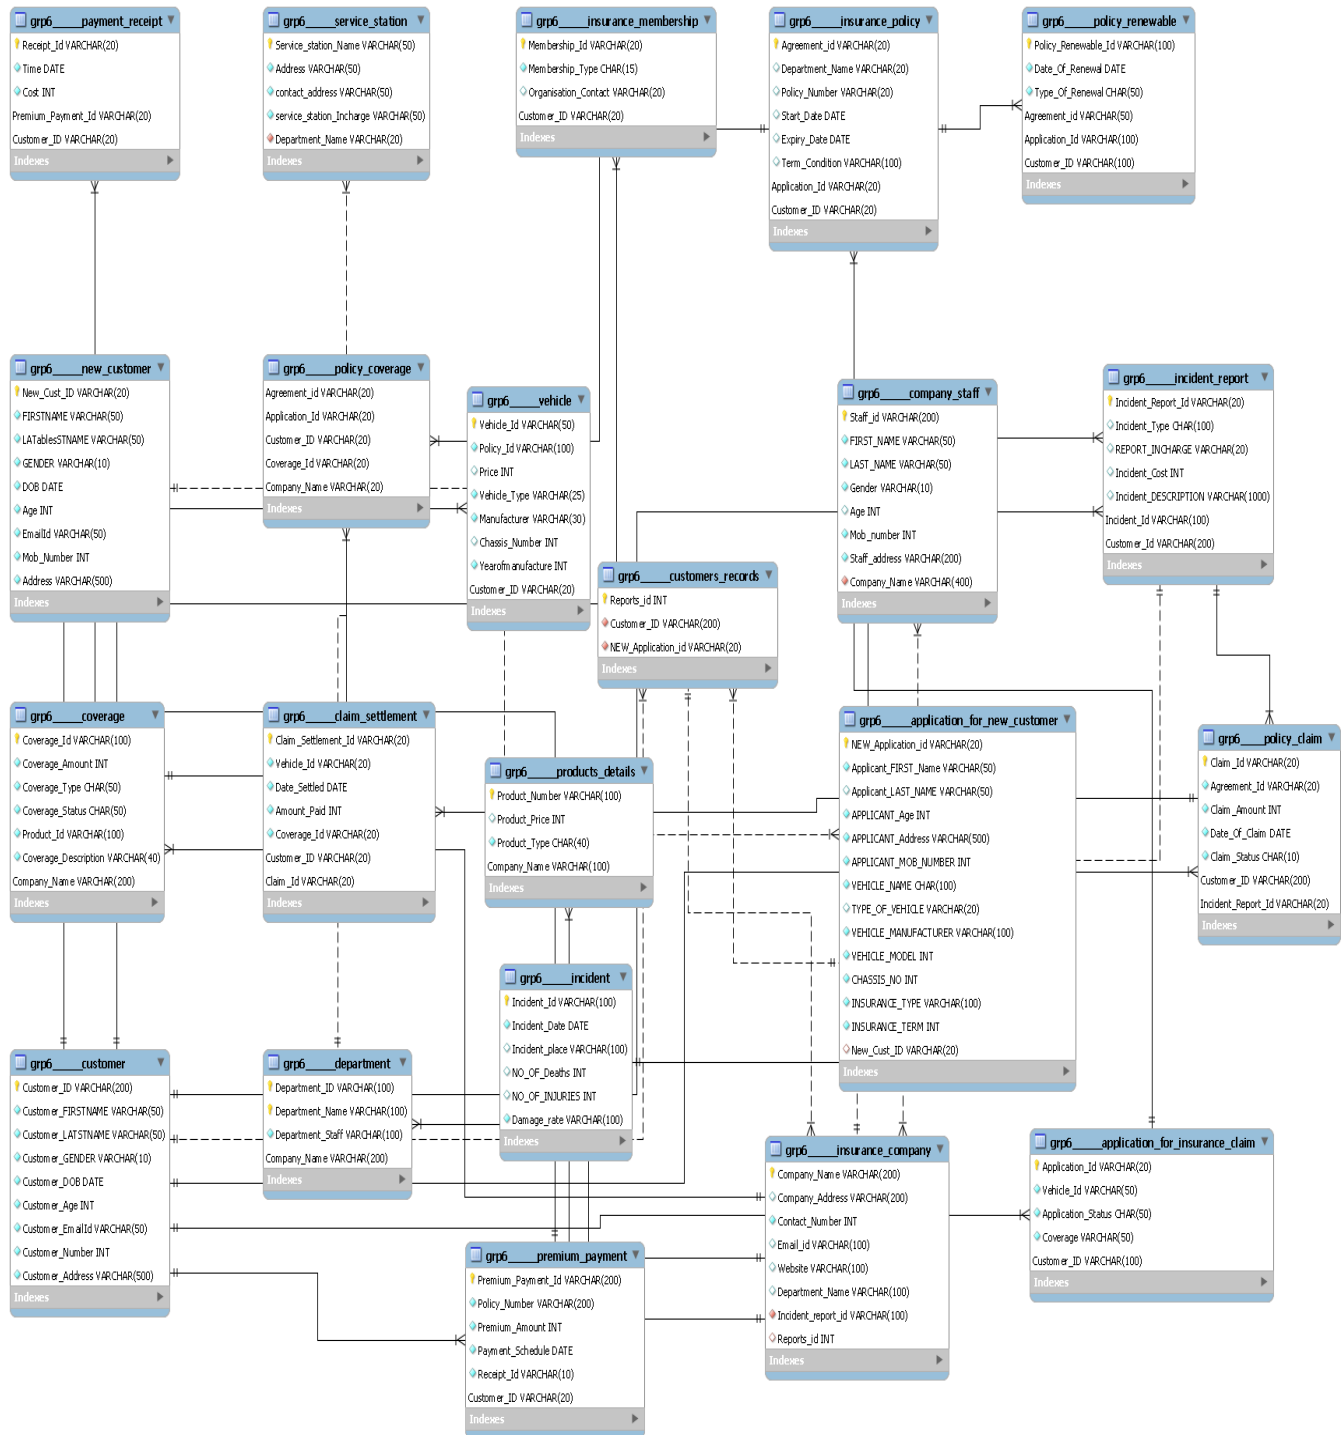 grp6_____payment_receipt
Receipt_Id VARCHAR(20)
Time DATE
Cost INT
Premium_Payment_Id VARCHAR(20)
Customer_ID VARCHAR(20)
Indexes
grp6_____service_station
Service_station_Name VARCHAR(50)
Address VARCHAR(50)
contact_address VARCHAR(50)
service_station_Incharge VARCHAR(50)
Department_Name VARCHAR(20)
Indexes
grp6_____insurance_membership
Membership_Id VARCHAR(20)
Membership_Type CHAR(15)
Organisation_Contact VARCHAR(20)
Customer_ID VARCHAR(20)
Indexes
grp6_____insurance_policy
Agreement_id VARCHAR(20)
Department_Name VARCHAR(20)
Policy_Number VARCHAR(20)
Start_Date DATE
Expiry_Date DATE
Term_Condition VARCHAR(100)
Application_Id VARCHAR(20)
Customer_ID VARCHAR(20)
Indexes
grp6_____policy_renewable
Policy_Renewable_Id VARCHAR(100)
Date_Of_Renewal DATE
Type_Of_Renewal CHAR(50)
Agreement_id VARCHAR(50)
Application_Id VARCHAR(100)
Customer_ID VARCHAR(100)
Indexes
grp6_____new_customer
New_Cust_ID VARCHAR(20)
FIRSTNAME VARCHAR(50)
LATablesSTNAME VARCHAR(50)
GENDER VARCHAR(10)
DOB DATE
Age INT
EmailId VARCHAR(50)
Mob_Number INT
Address VARCHAR(500)
Indexes
grp6_____policy_coverage
Agreement_id VARCHAR(20)
Application_Id VARCHAR(20)
Customer_ID VARCHAR(20)
Coverage_Id VARCHAR(20)
Company_Name VARCHAR(20)
Indexes
grp6_____vehicle
Vehicle_Id VARCHAR(50)
Policy_Id VARCHAR(100)
Price INT
Vehicle_Type VARCHAR(25)
Manufacturer VARCHAR(30)
Chassis_Number INT
Yearofmanufacture INT
Customer_ID VARCHAR(20)
Indexes
grp6_____customers_records
Reports_id INT
Customer_ID VARCHAR(200)
NEW_Application_id VARCHAR(20)
Indexes
grp6_____company_staff
Staff_id VARCHAR(200)
FIRST_NAME VARCHAR(50)
LAST_NAME VARCHAR(50)
Gender VARCHAR(10)
Age INT
Mob_number INT
Staff_address VARCHAR(200)
Company_Name VARCHAR(400)
Indexes
grp6_____incident_report
Incident_Report_Id VARCHAR(20)
Incident_Type CHAR(100)
REPORT_INCHARGE VARCHAR(20)
Incident_Cost INT
Incident_DESCRIPTION VARCHAR(1000)
Incident_Id VARCHAR(100)
Customer_Id VARCHAR(200)
Indexes
grp6_____coverage
Coverage_Id VARCHAR(100)
Coverage_Amount INT
Coverage_Type CHAR(50)
Coverage_Status CHAR(50)
Product_Id VARCHAR(100)
Coverage_Description VARCHAR(40)
Company_Name VARCHAR(200)
Indexes
grp6_____claim_settlement
Claim_Settlement_Id VARCHAR(20)
Vehicle_Id VARCHAR(20)
Date_Settled DATE
Amount_Paid INT
Coverage_Id VARCHAR(20)
Customer_ID VARCHAR(20)
Claim_Id VARCHAR(20)
Indexes
grp6_____products_details
Product_Number VARCHAR(100)
Product_Price INT
Product_Type CHAR(40)
Company_Name VARCHAR(100)
Indexes
grp6_____application_for_new_customer
NEW_Application_id VARCHAR(20)
Applicant_FIRST_Name VARCHAR(50)
Applicant_LAST_NAME VARCHAR(50)
APPLICANT_Age INT
APPLICANT_Address VARCHAR(500)
APPLICANT_MOB_NUMBER INT
VEHICLE_NAME CHAR(100)
TYPE_OF_VEHICLE VARCHAR(20)
VEHICLE_MANUFACTURER VARCHAR(100)
VEHICLE_MODEL INT
CHASSIS_NO INT
INSURANCE_TYPE VARCHAR(100)
INSURANCE_TERM INT
New_Cust_ID VARCHAR(20)
Indexes
grp6_____policy_claim
Claim_Id VARCHAR(20)
Agreement_Id VARCHAR(20)
Claim_Amount INT
Date_Of_Claim DATE
Claim_Status CHAR(10)
Customer_ID VARCHAR(200)
Incident_Report_Id VARCHAR(20)
Indexes
grp6_____customer
Customer_ID VARCHAR(200)
Customer_FIRSTNAME VARCHAR(50)
Customer_LATSTNAME VARCHAR(50)
Customer_GENDER VARCHAR(10)
Customer_DOB DATE
Customer_Age INT
Customer_EmailId VARCHAR(50)
Customer_Number INT
Customer_Address VARCHAR(500)
Indexes
grp6_____department
Department_ID VARCHAR(100)
Department_Name VARCHAR(100)
Department_Staff VARCHAR(100)
Company_Name VARCHAR(200)
Indexes
grp6_____incident
Incident_Id VARCHAR(100)
Incident_Date DATE
Incident_place VARCHAR(100)
NO_OF_Deaths INT
NO_OF_INJURIES INT
Damage_rate VARCHAR(100)
Indexes
grp6_____premium_payment
Premium_Payment_Id VARCHAR(200)
Policy_Number VARCHAR(200)
Premium_Amount INT
Payment_Schedule DATE
Receipt_Id VARCHAR(10)
Customer_ID VARCHAR(20)
Indexes
grp6_____insurance_company
Company_Name VARCHAR(200)
Company_Address VARCHAR(200)
Contact_Number INT
Email_id VARCHAR(100)
Website VARCHAR(100)
Department_Name VARCHAR(100)
Incident_report_id VARCHAR(100)
Reports_id INT
Indexes
grp6_____application_for_insurance_claim
Application_Id VARCHAR(20)
Vehicle_Id VARCHAR(50)
Application_Status CHAR(50)
Coverage VARCHAR(50)
Customer_ID VARCHAR(100)
Indexes